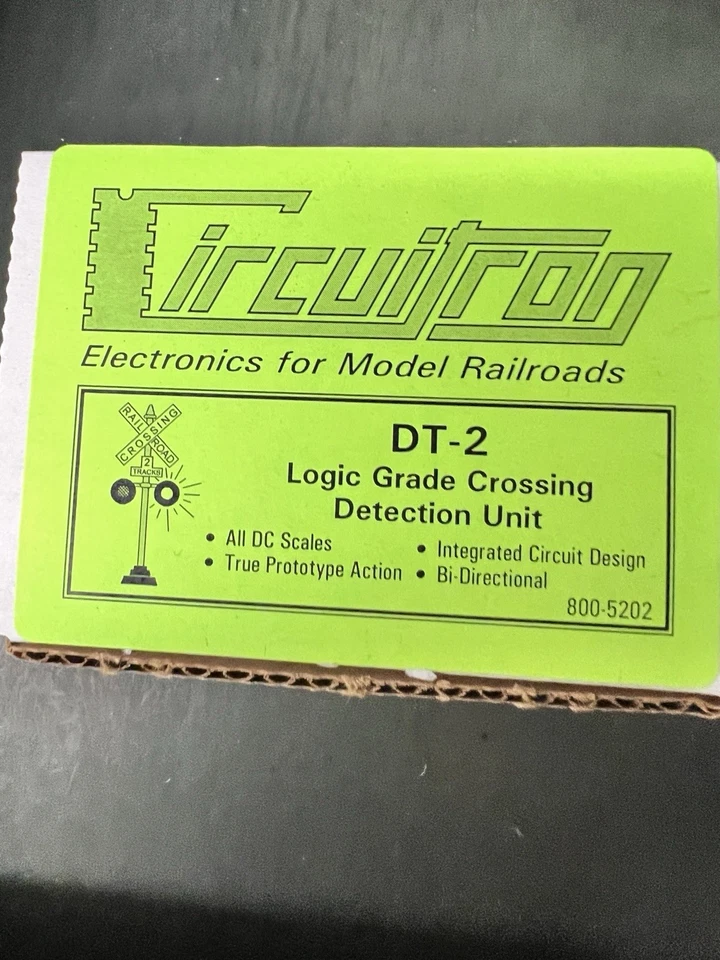 Circuitron
Electronics for Model Railroads
RAILROAD
CROSSING
2
TRACKS
DT-2
Logic Grade Crossing
Detection Unit
• All DC Scales
• True Prototype Action
• Integrated Circuit Design
• Bi-Directional
800-5202